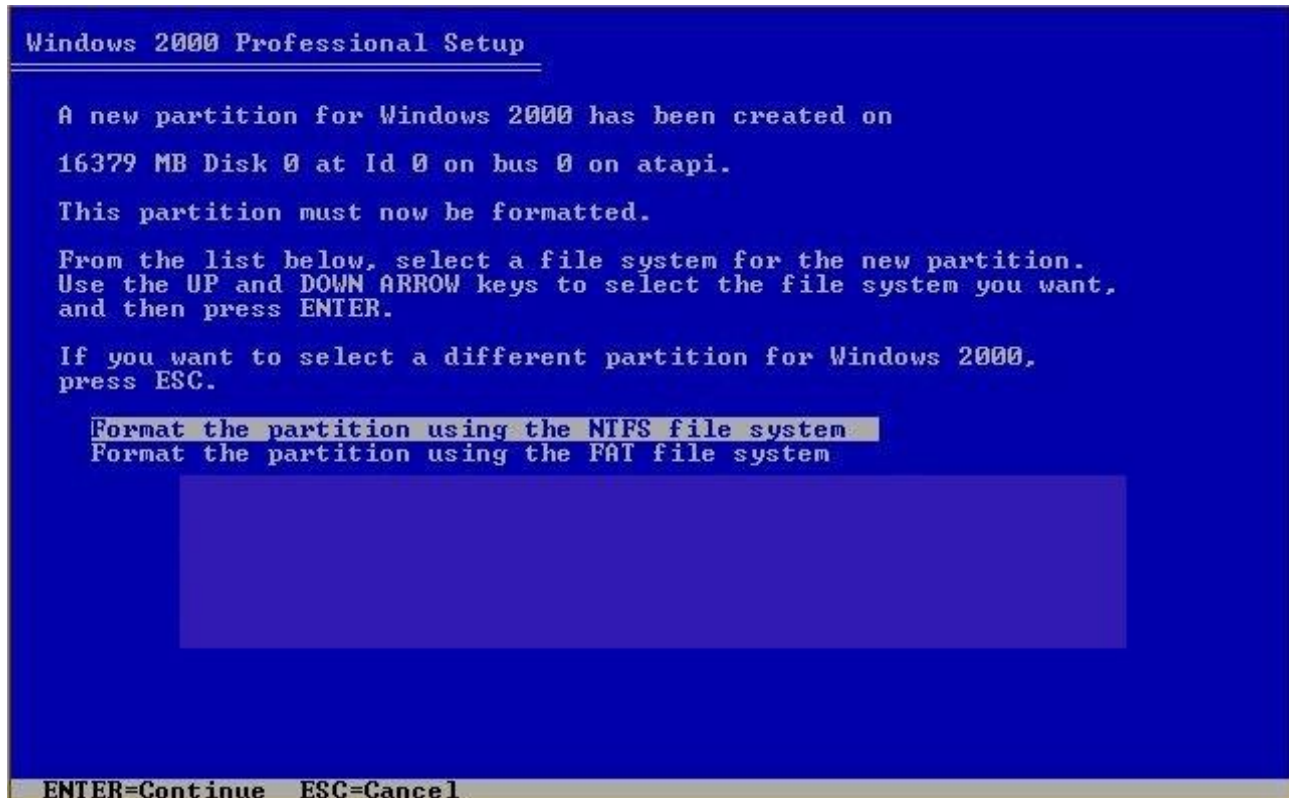 Windows 2000 Professional Setup
A new partition for Windows 2000 has been created on
16379 MB Disk 0 at Id 0 on bus 0 on atapi.
This partition must now be formatted.
From the list below, select a file system for the new partition.
Use the UP and DOWN ARROW keys to select the file system you want,
and then press ENTER.
If you want to select a different partition for Windows 2000,
press ESC.
Format the partition using the NTFS file system
Format the partition using the FAT file system
ENTER=Continue ESC=Cancel